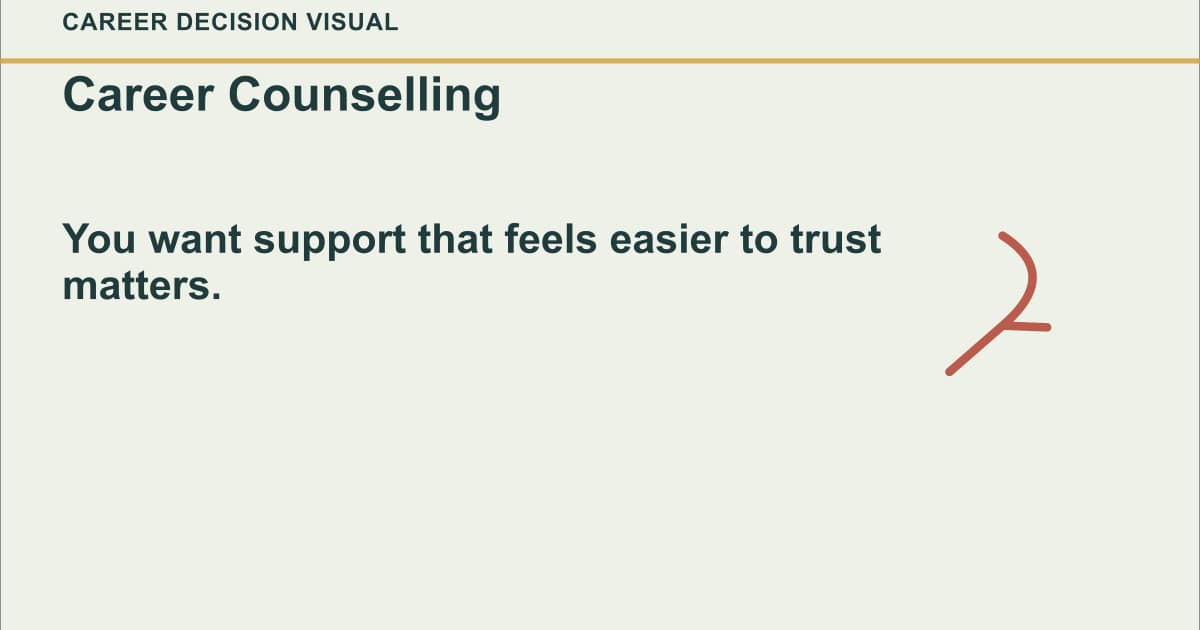 CAREER DECISION VISUAL
Career Counselling
You want support that feels easier to trust
matters.